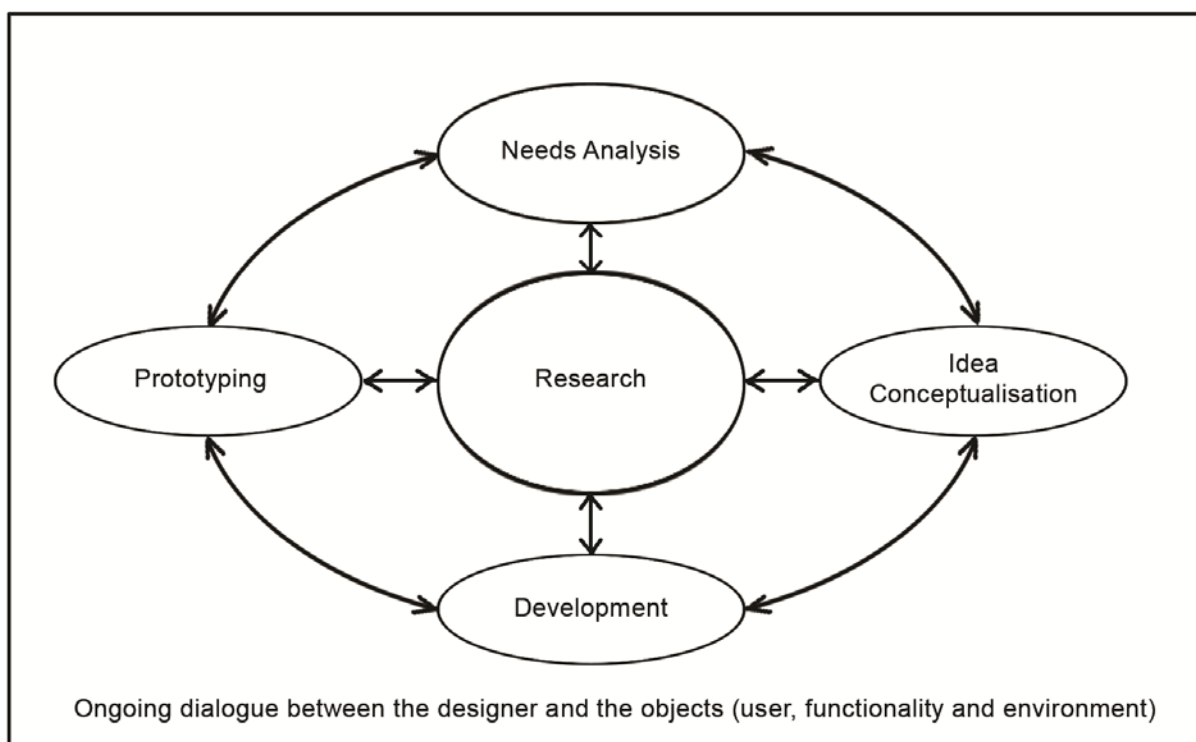 Needs Analysis
Prototyping
Research
Idea
Conceptualisation
Development
Ongoing dialogue between the designer and the objects (user, functionality and environment)